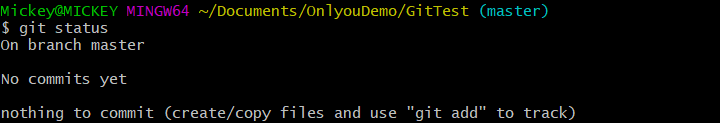 Mickey@MICKEY MINGW64 ~/Documents/OnlyouDemo/GitTest (master)
$ git status
On branch master
No commits yet
nothing to commit (create/copy files and use "git add" to track)